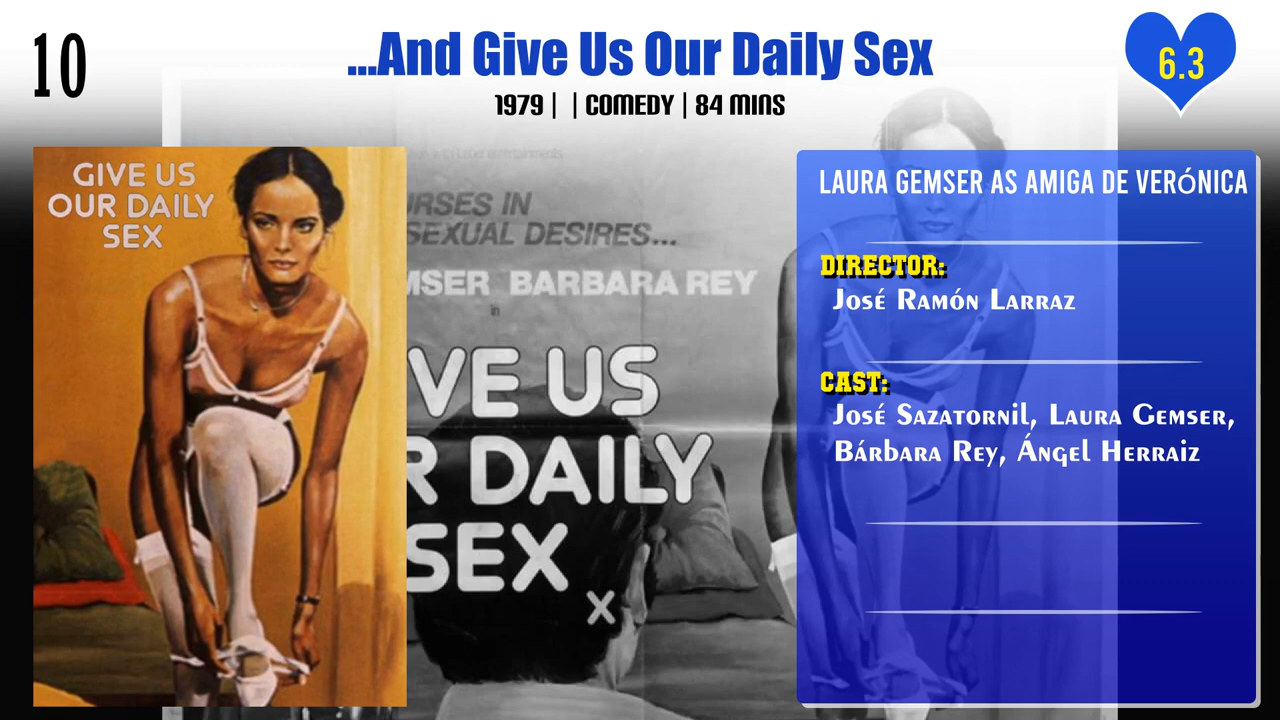 10
...And Give Us Our Daily Sex
6.3
1979 | | COMEDY | 84 MINS
GIVE US
OUR DAILY
SEX
URSES IN
SEXUAL DESIRES...
MSER BARBARA REY
in
VE US
R DAILY
SEX
X
LAURA GEMSER AS AMIGA DE VERÓNICA
DIRECTOR:
José Ramón Larraz
CAST:
José Sazatornil, Laura Gemser,
Bárbara Rey, Ángel Herraiz